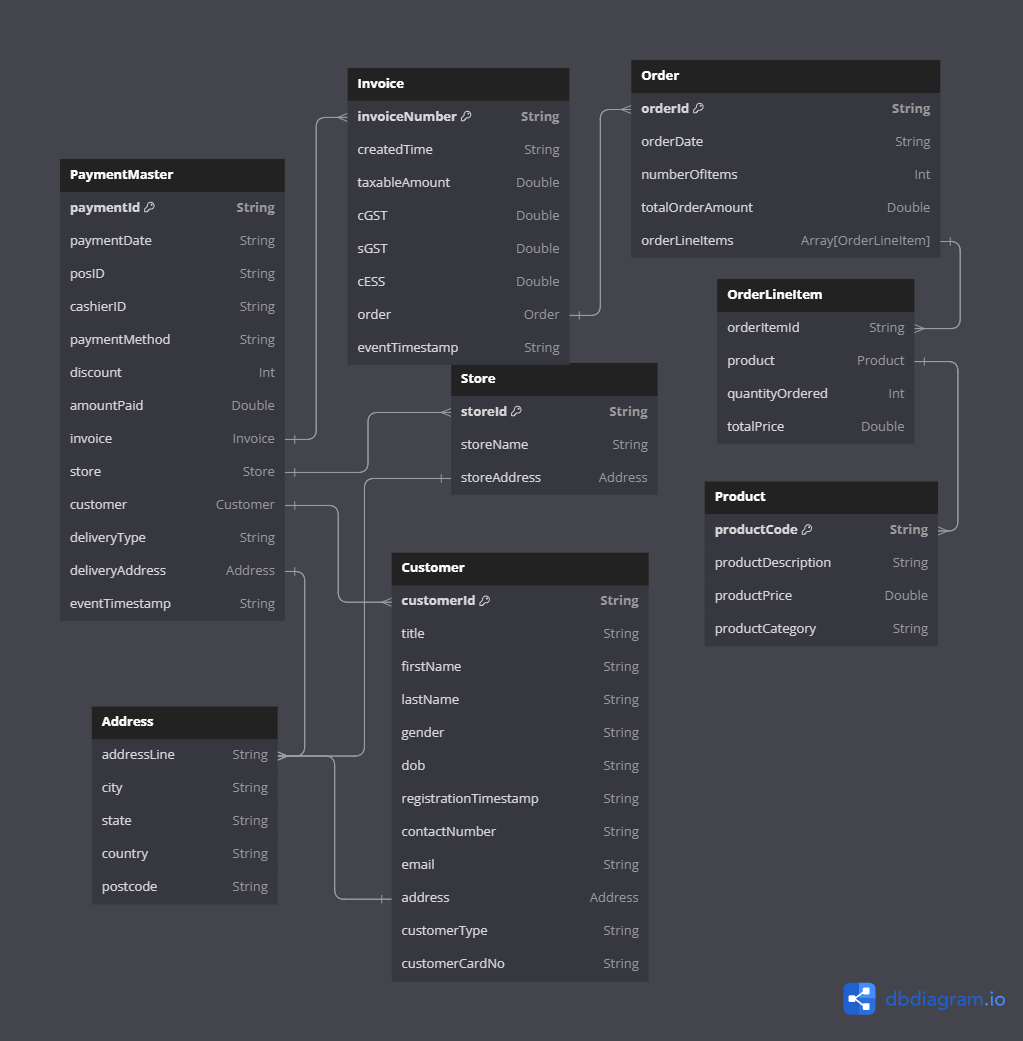 PaymentMaster
paymentId String
paymentDate String
posID String
cashierID String
paymentMethod String
discount Int
amountPaid Double
invoice Invoice
store Store
customer Customer
deliveryType String
deliveryAddress Address
eventTimestamp String
Invoice
invoiceNumber String
createdTime String
taxableAmount Double
cGST Double
sGST Double
cESS Double
order Order
eventTimestamp String
Order
orderId String
orderDate String
numberOfItems Int
totalOrderAmount Double
orderLineItems Array[OrderLineItem]
OrderLineItem
orderItemId String
product Product
quantityOrdered Int
totalPrice Double
Store
storeId String
storeName String
storeAddress Address
Product
productCode String
productDescription String
productPrice Double
productCategory String
Customer
customerId String
title String
firstName String
lastName String
gender String
dob String
registrationTimestamp String
contactNumber String
email String
address Address
customerType String
customerCardNo String
Address
addressLine String
city String
state String
country String
postcode String
dbdiagram.io